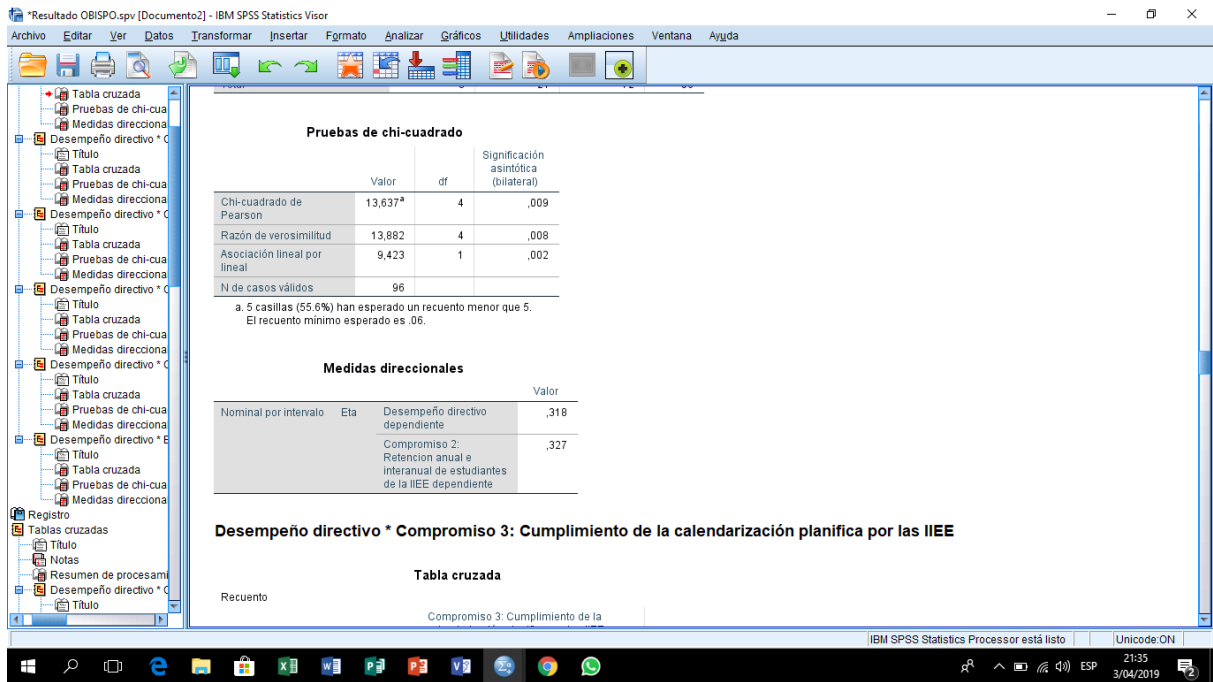 *Resultado OBISPO.spv [Documento2] - IBM SPSS Statistics Visor
Archivo Editar Ver Datos Transformar Insertar Formato Analizar Gráficos Utilidades Ampliaciones Ventana Ayuda
Tabla cruzada
Pruebas de chi-cua
Medidas direcciona
Desempeño directivo * C
Título
Tabla cruzada
Pruebas de chi-cua
Medidas direcciona
Desempeño directivo * C
Título
Tabla cruzada
Pruebas de chi-cua
Medidas direcciona
Desempeño directivo * C
Título
Tabla cruzada
Pruebas de chi-cua
Medidas direcciona
Desempeño directivo * C
Título
Tabla cruzada
Pruebas de chi-cua
Medidas direcciona
Desempeño directivo * E
Título
Tabla cruzada
Pruebas de chi-cua
Medidas direcciona
Registro
Tablas cruzadas
Título
Notas
Resumen de procesami
Desempeño directivo * C
Título
Pruebas de chi-cuadrado
Significación
asintótica
Valor df (bilateral)
Chi-cuadrado de
Pearson 13,637a 4 ,009
Razón de verosimilitud 13,882 4 ,008
Asociación lineal por
lineal 9,423 1 ,002
N de casos válidos 96
a. 5 casillas (55.6%) han esperado un recuento menor que 5.
El recuento mínimo esperado es .06.
Medidas direccionales
Valor
Nominal por intervalo Eta Desempeño directivo ,318
dependiente
Compromiso 2: ,327
Retencion anual e
interanual de estudiantes
de la IIEE dependiente
Desempeño directivo * Compromiso 3: Cumplimiento de la calendarización planifica por las IIEE
Tabla cruzada
Recuento
Compromiso 3: Cumplimiento de la
IBM SPSS Statistics Processor está listo Unicode:ON
ESP
21:35
3/04/2019